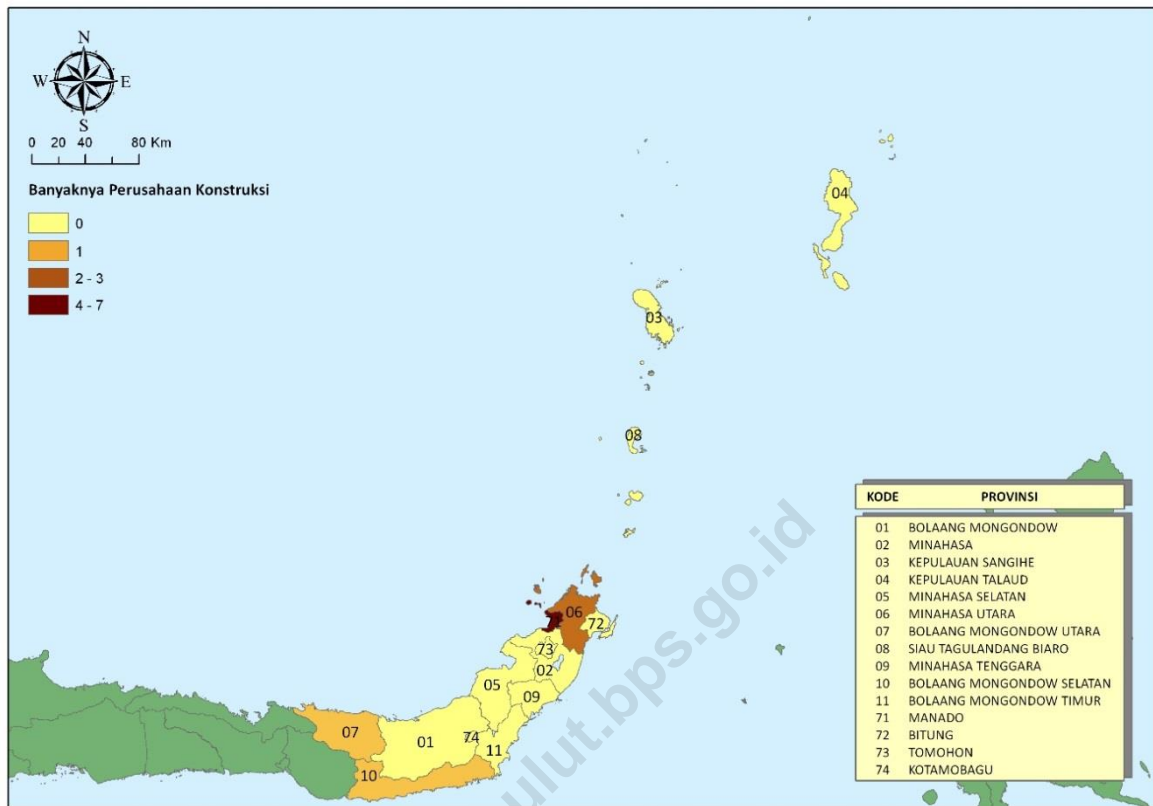 N
W E
S
0 20 40 80 Km
Banyaknya Perusahaan Konstruksi
0
1
2 - 3
4 - 7
04
03
08
06
72
73
02
05
09
07
01
74
11
10
KODE PROVINSI
01 BOLAANG MONGONDOW
02 MINAHASA
03 KEPULAUAN SANGIHE
04 KEPULAUAN TALAUD
05 MINAHASA SELATAN
06 MINAHASA UTARA
07 BOLAANG MONGONDOW UTARA
08 SIAU TAGULANDANG BIARO
09 MINAHASA TENGGARA
10 BOLAANG MONGONDOW SELATAN
11 BOLAANG MONGONDOW TIMUR
71 MANADO
72 BITUNG
73 TOMOHON
74 KOTAMOBAGU
ulut.bps.go.id